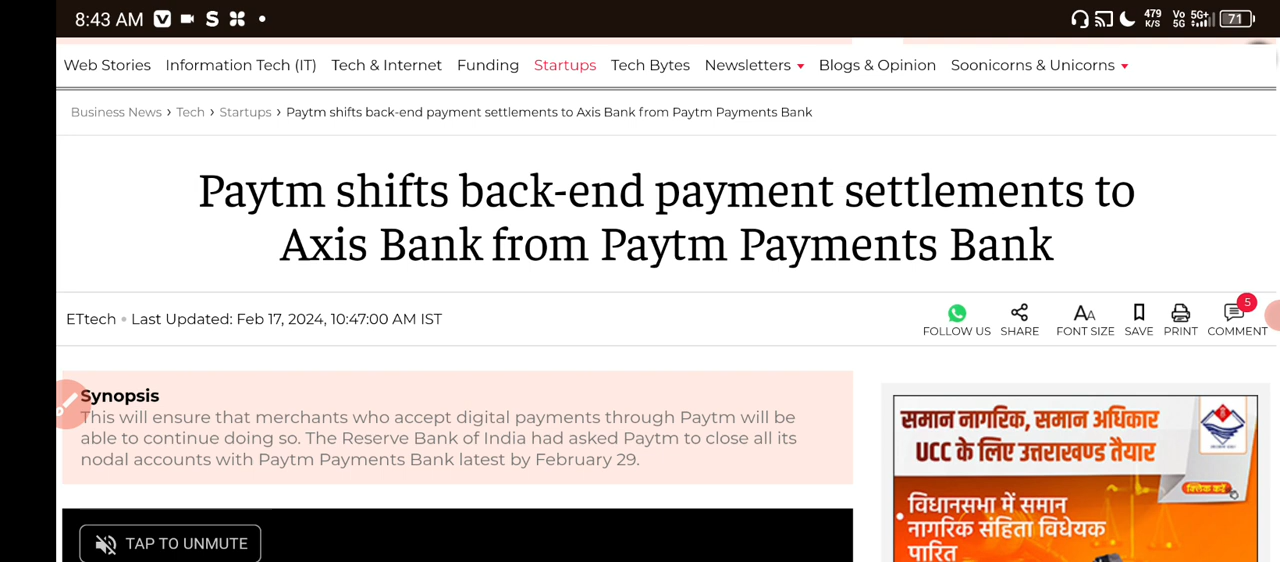 8:43 AM
479 K/S Vo 5G 5G+ 71
Web Stories Information Tech (IT) Tech & Internet Funding Startups Tech Bytes Newsletters Blogs & Opinion Soonicorns & Unicorns
Business News › Tech › Startups › Paytm shifts back-end payment settlements to Axis Bank from Paytm Payments Bank
Paytm shifts back-end payment settlements to
Axis Bank from Paytm Payments Bank
ETtech • Last Updated: Feb 17, 2024, 10:47:00 AM IST
5
FOLLOW US SHARE FONT SIZE SAVE PRINT COMMENT
Synopsis
This will ensure that merchants who accept digital payments through Paytm will be
able to continue doing so. The Reserve Bank of India had asked Paytm to close all its
nodal accounts with Paytm Payments Bank latest by February 29.
TAP TO UNMUTE
समान नागरिक, समान अधिकार
UCC के लिए उत्तराखण्ड तैयार
क्लिक करें
विधानसभा में समान
नागरिक संहिता विधेयक
पारित